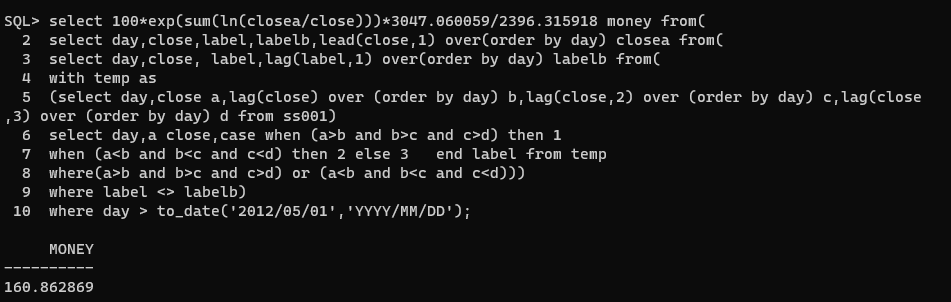 SQL> select 100*exp(sum(ln(closea/close)))*3047.060059/2396.315918 money from(
  2  select day,close,label,labelb,lead(close,1) over(order by day) closea from(
  3  select day,close, label,lag(label,1) over(order by day) labelb from(
  4  with temp as
  5  (select day,close a,lag(close) over (order by day) b,lag(close,2) over (order by day) c,lag(close
,3) over (order by day) d from ss001)
  6  select day,a close,case when (a>b and b>c and c>d) then 1
  7  when (a<b and b<c and c<d) then 2 else 3   end label from temp
  8  where(a>b and b>c and c>d) or (a<b and b<c and c<d)))
  9  where label <> labelb)
 10  where day > to_date('2012/05/01','YYYY/MM/DD');
     MONEY
----------
160.862869